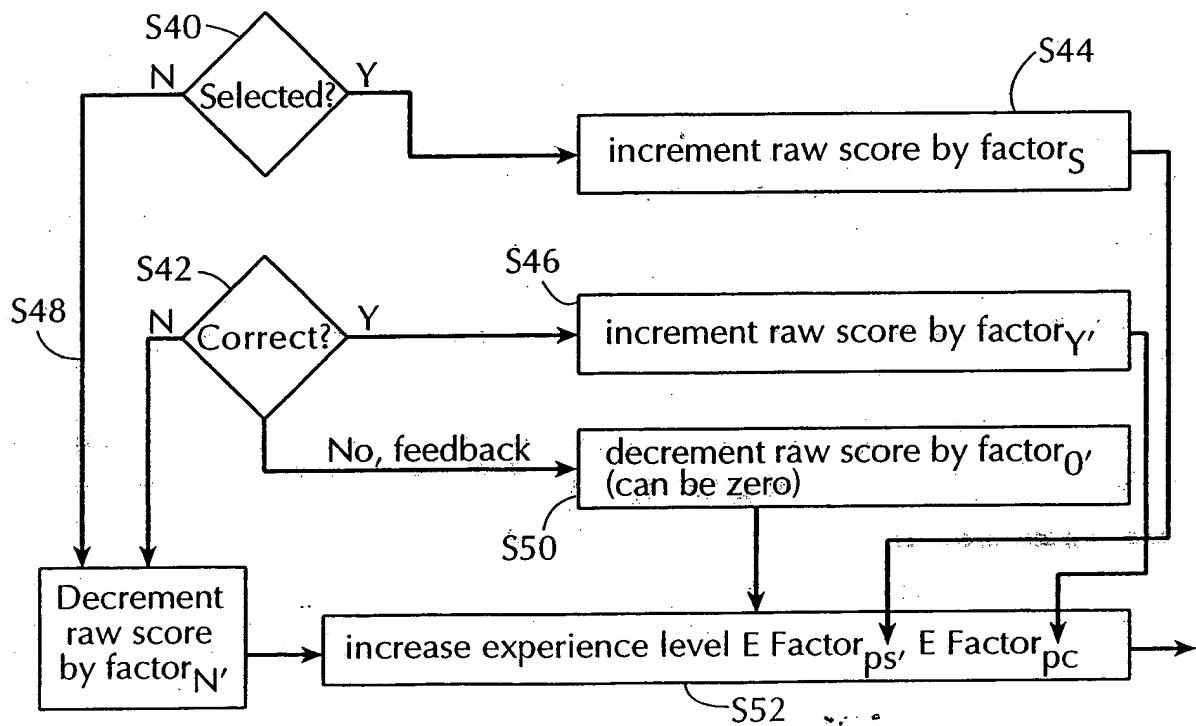 S40
N
Selected?
Y
S44
increment raw score by factorS
S42
N
Correct?
Y
S46
increment raw score by factorY'
S48
No, feedback
decrement raw score by factor0'
(can be zero)
S50
Decrement
raw score
by factorN'
increase experience level E Factorps, E Factorpc
S52